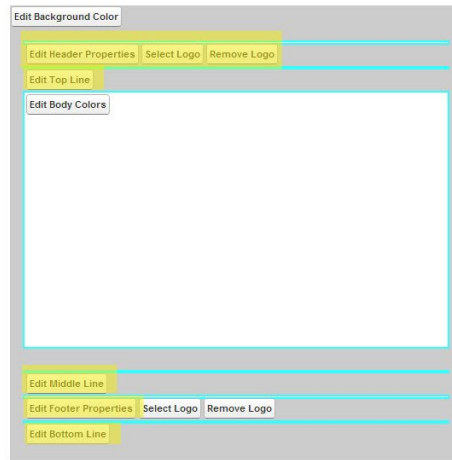 Edit Background Color
Edit Header Properties Select Logo Remove Logo
Edit Top Line
Edit Body Colors
Edit Middle Line
Edit Footer Properties Select Logo Remove Logo
Edit Bottom Line